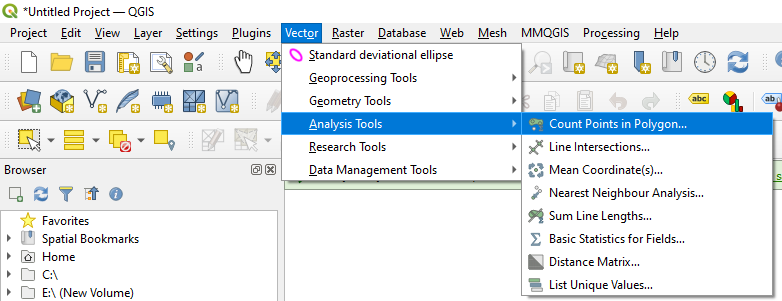 *Untitled Project — QGIS
Project Edit View Layer Settings Plugins Vector Raster Database Web Mesh MMQGIS Processing Help
Standard deviational ellipse
Geoprocessing Tools
Geometry Tools
abc
ab
Analysis Tools
Count Points in Polygon...
Research Tools
Line Intersections...
Data Management Tools
Mean Coordinate(s)...
Nearest Neighbour Analysis...
Sum Line Lengths...
Basic Statistics for Fields...
Distance Matrix...
List Unique Values...
Browser
Favorites
Spatial Bookmarks
Home
C:\
E:\ (New Volume)